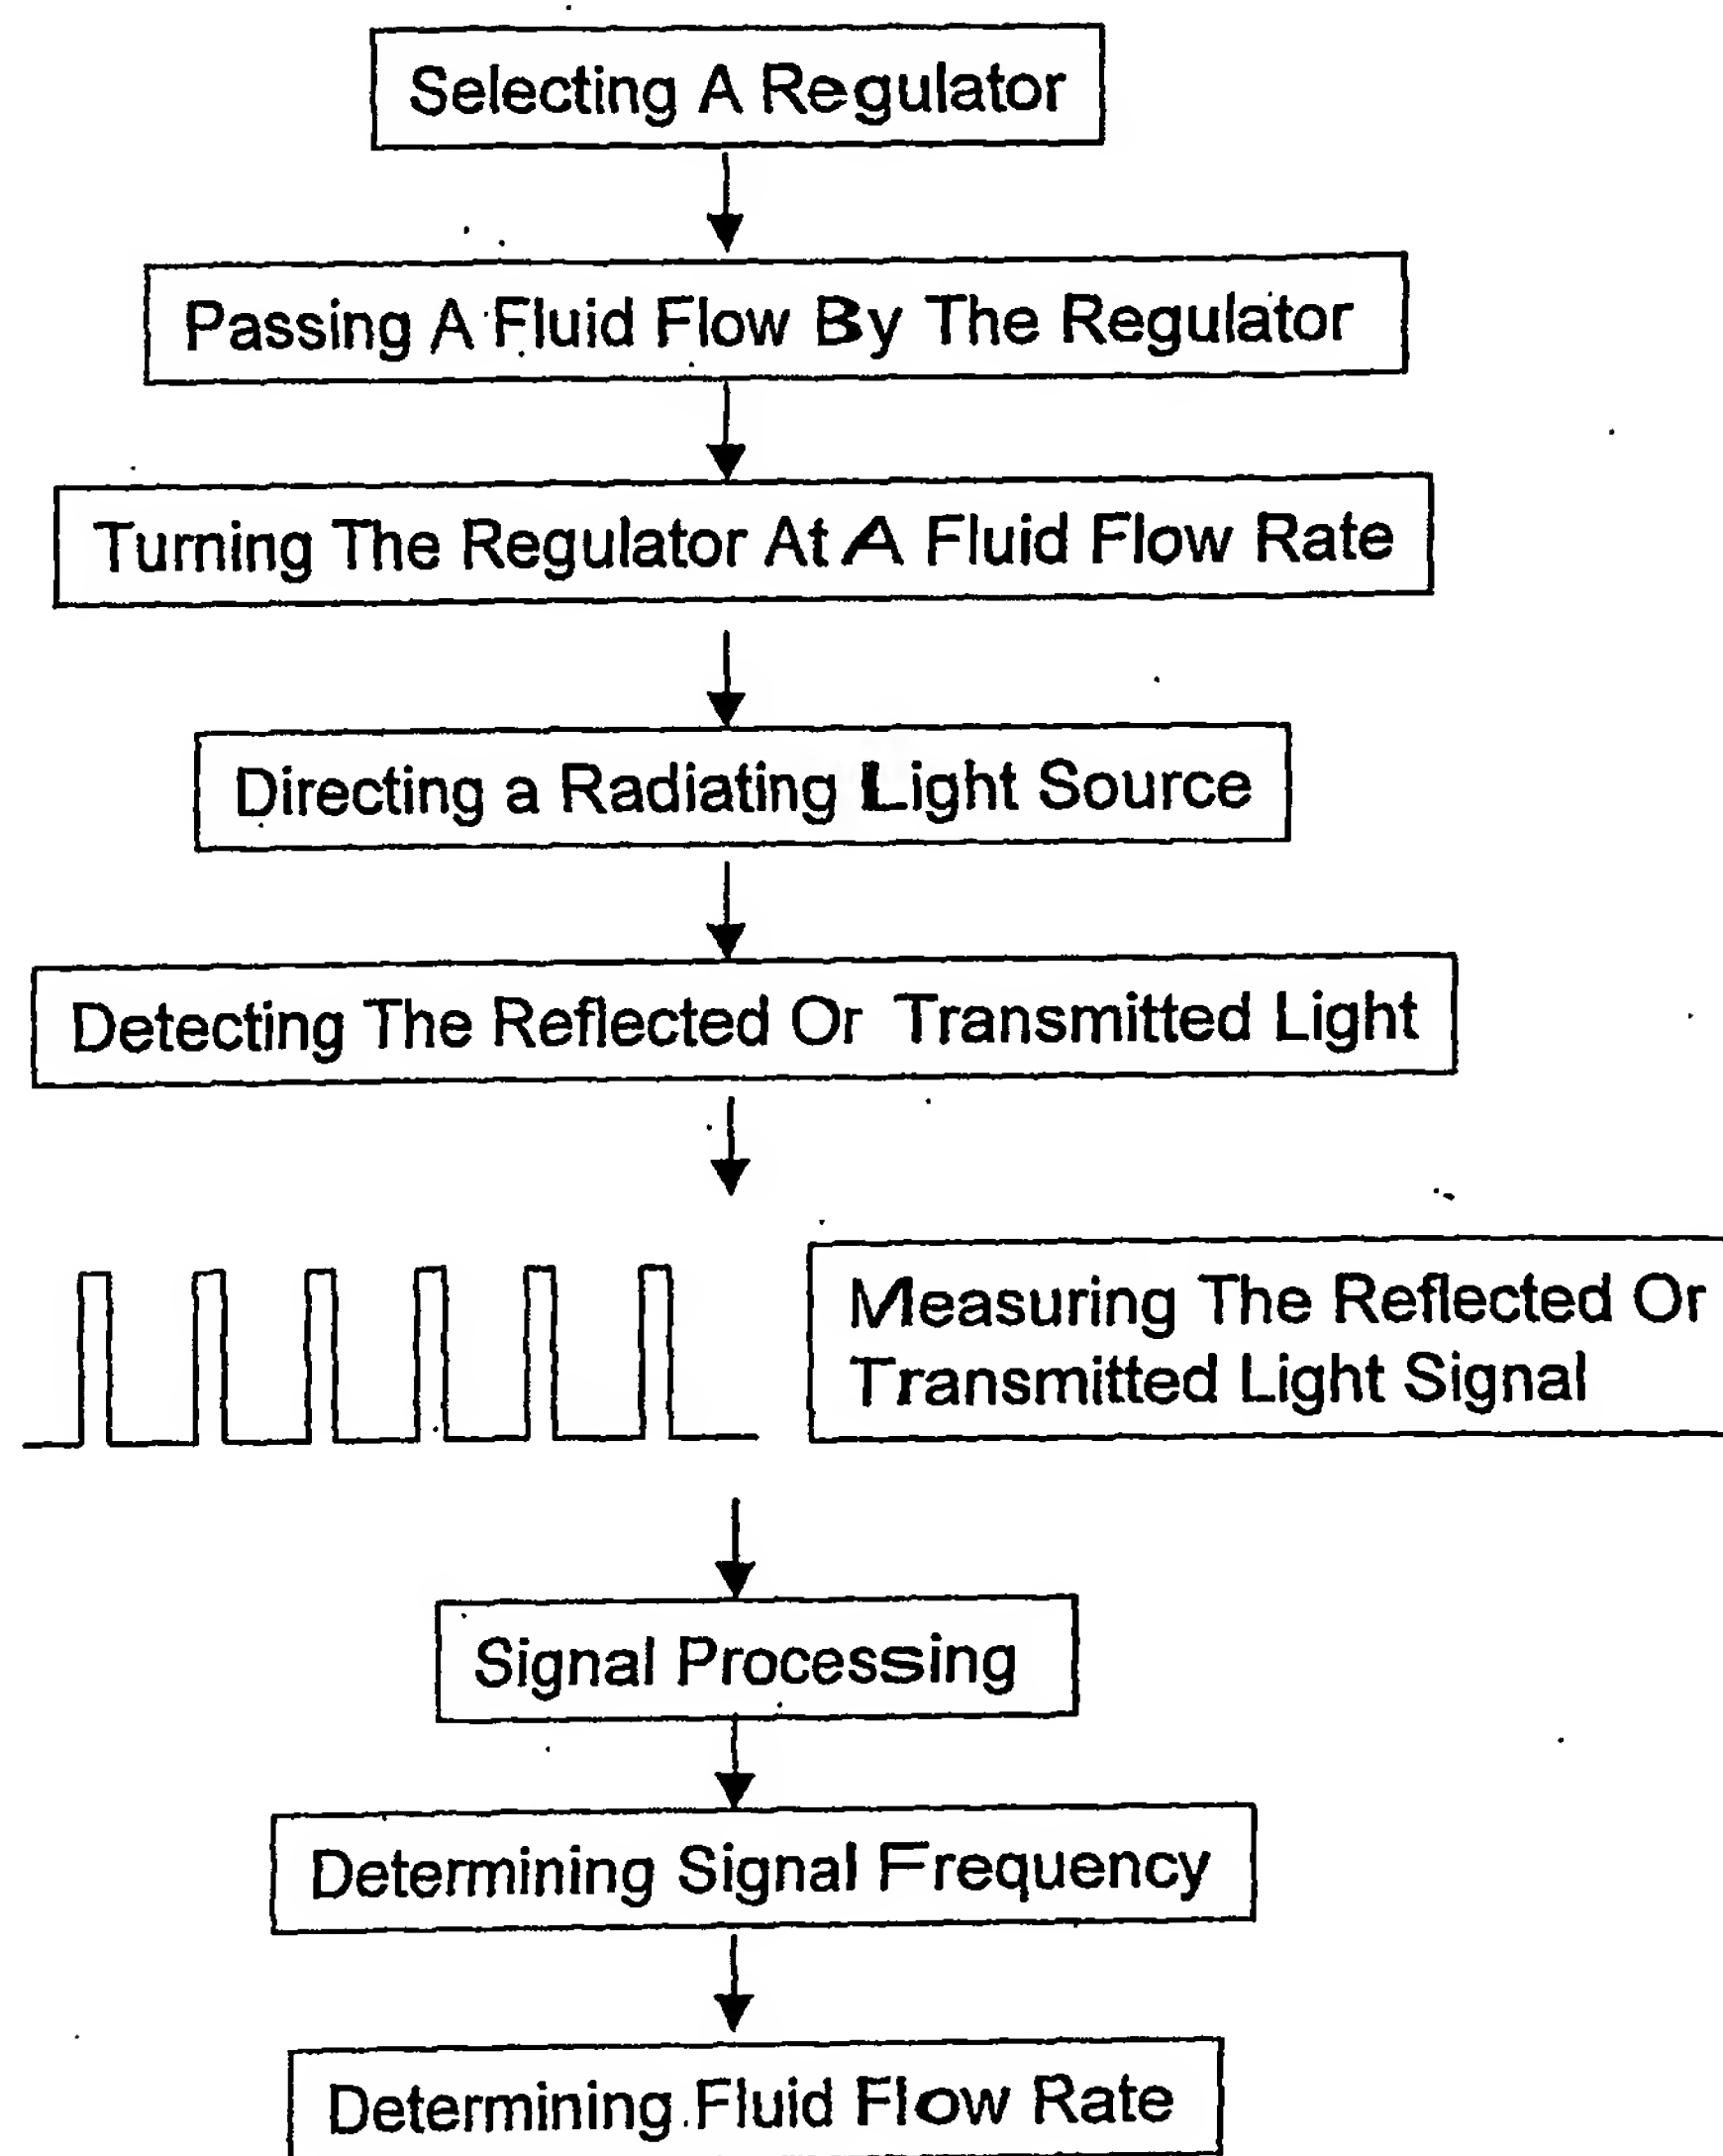 Selecting A Regulator
Passing A Fluid Flow By The Regulator
Turning The Regulator At A Fluid Flow Rate
Directing a Radiating Light Source
Detecting The Reflected Or Transmitted Light
Measuring The Reflected Or
Transmitted Light Signal
Signal Processing
Determining Signal Frequency
Determining Fluid Flow Rate